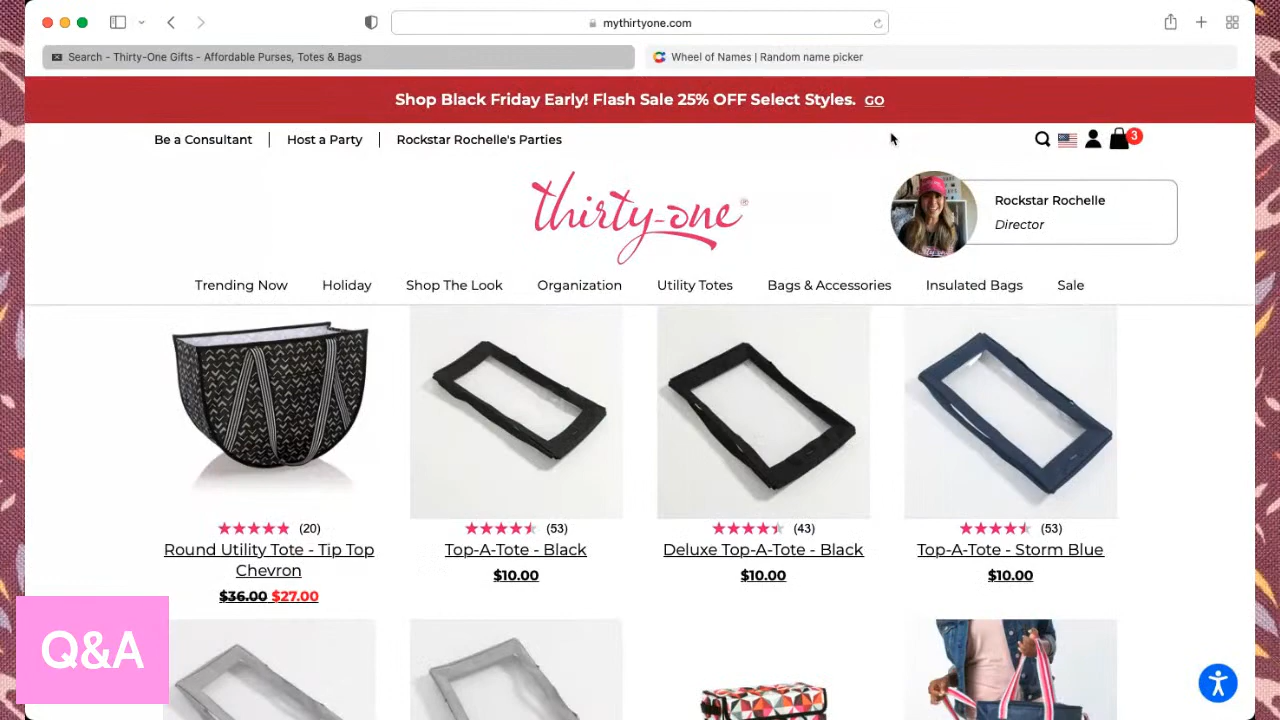 mythirtyone.com
Search - Thirty-One Gifts - Affordable Purses, Totes & Bags
Wheel of Names | Random name picker
Shop Black Friday Early! Flash Sale 25% OFF Select Styles. GO
Be a Consultant
Host a Party
Rockstar Rochelle's Parties
3
thirty-one
Rockstar Rochelle
Director
Trending Now
Holiday
Shop The Look
Organization
Utility Totes
Bags & Accessories
Insulated Bags
Sale
(20)
Round Utility Tote - Tip Top
Chevron
$36.00 $27.00
(53)
Top-A-Tote - Black
$10.00
(43)
Deluxe Top-A-Tote - Black
$10.00
(53)
Top-A-Tote - Storm Blue
$10.00
Q&A